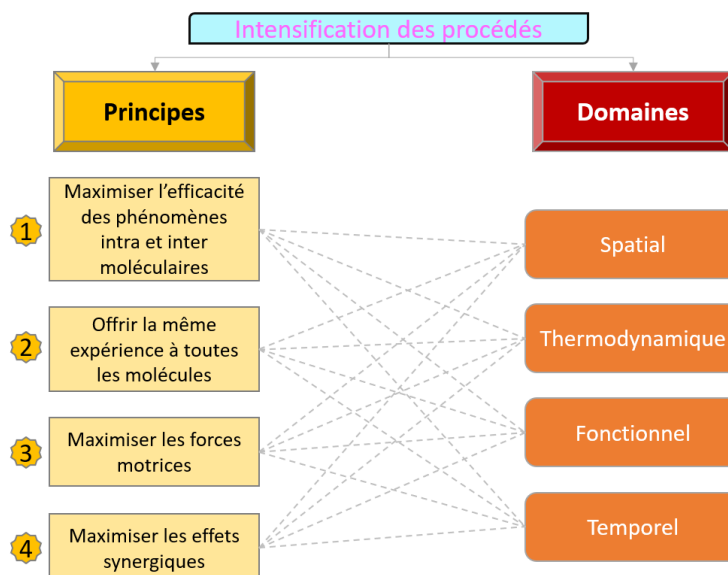 Intensification des procédés
Principes
Domaines
1
Maximiser l'efficacité
des phénomènes
intra et inter
moléculaires
2
Offrir la même
expérience à toutes
les molécules
3
Maximiser les forces
motrices
4
Maximiser les effets
synergiques
Spatial
Thermodynamique
Fonctionnel
Temporel